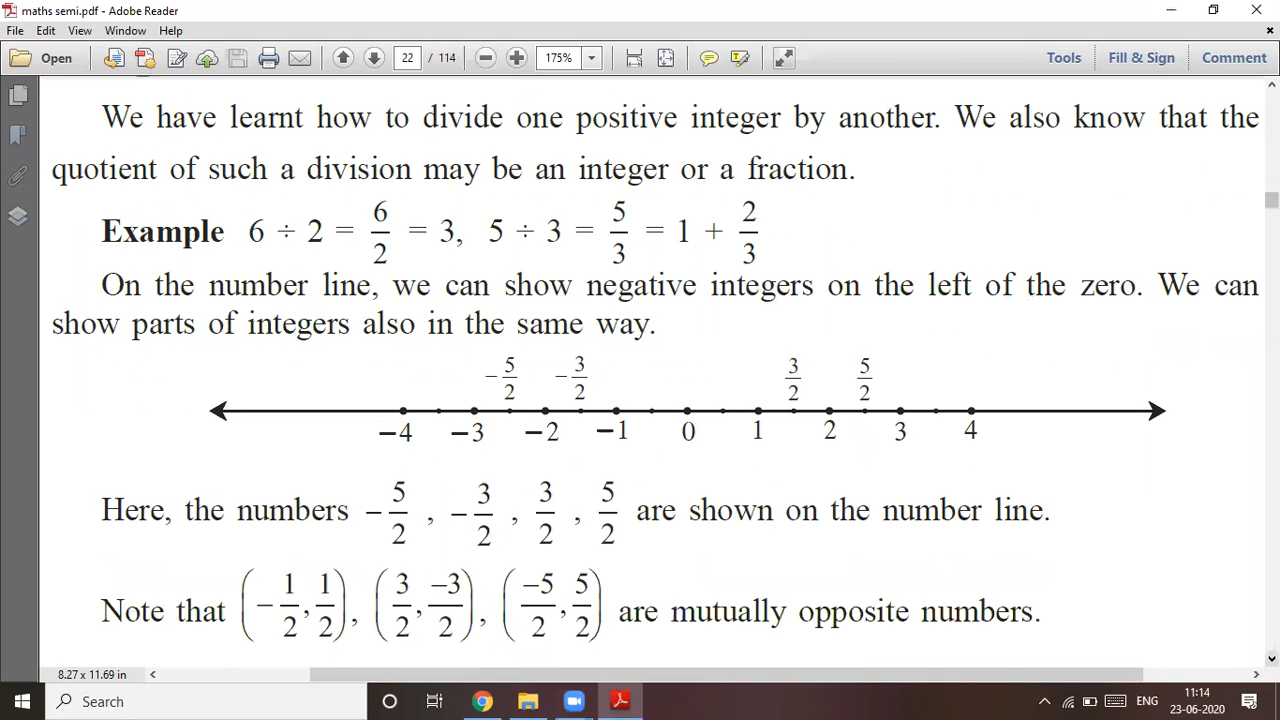 maths semi.pdf - Adobe Reader
File Edit View Window Help
Open 22 / 114 175% Tools Fill & Sign Comment
We have learnt how to divide one positive integer by another. We also know that the
quotient of such a division may be an integer or a fraction.
Example 6 ÷ 2 = 6/2 = 3, 5 ÷ 3 = 5/3 = 1 + 2/3
On the number line, we can show negative integers on the left of the zero. We can
show parts of integers also in the same way.
-5/2 -3/2 3/2 5/2
-4 -3 -2 -1 0 1 2 3 4
Here, the numbers -5/2 , -3/2 , 3/2 , 5/2 are shown on the number line.
Note that (-1/2, 1/2), (3/2, -3/2), (-5/2, 5/2) are mutually opposite numbers.
8.27 x 11.69 in
Search ENG 11:14
23-06-2020